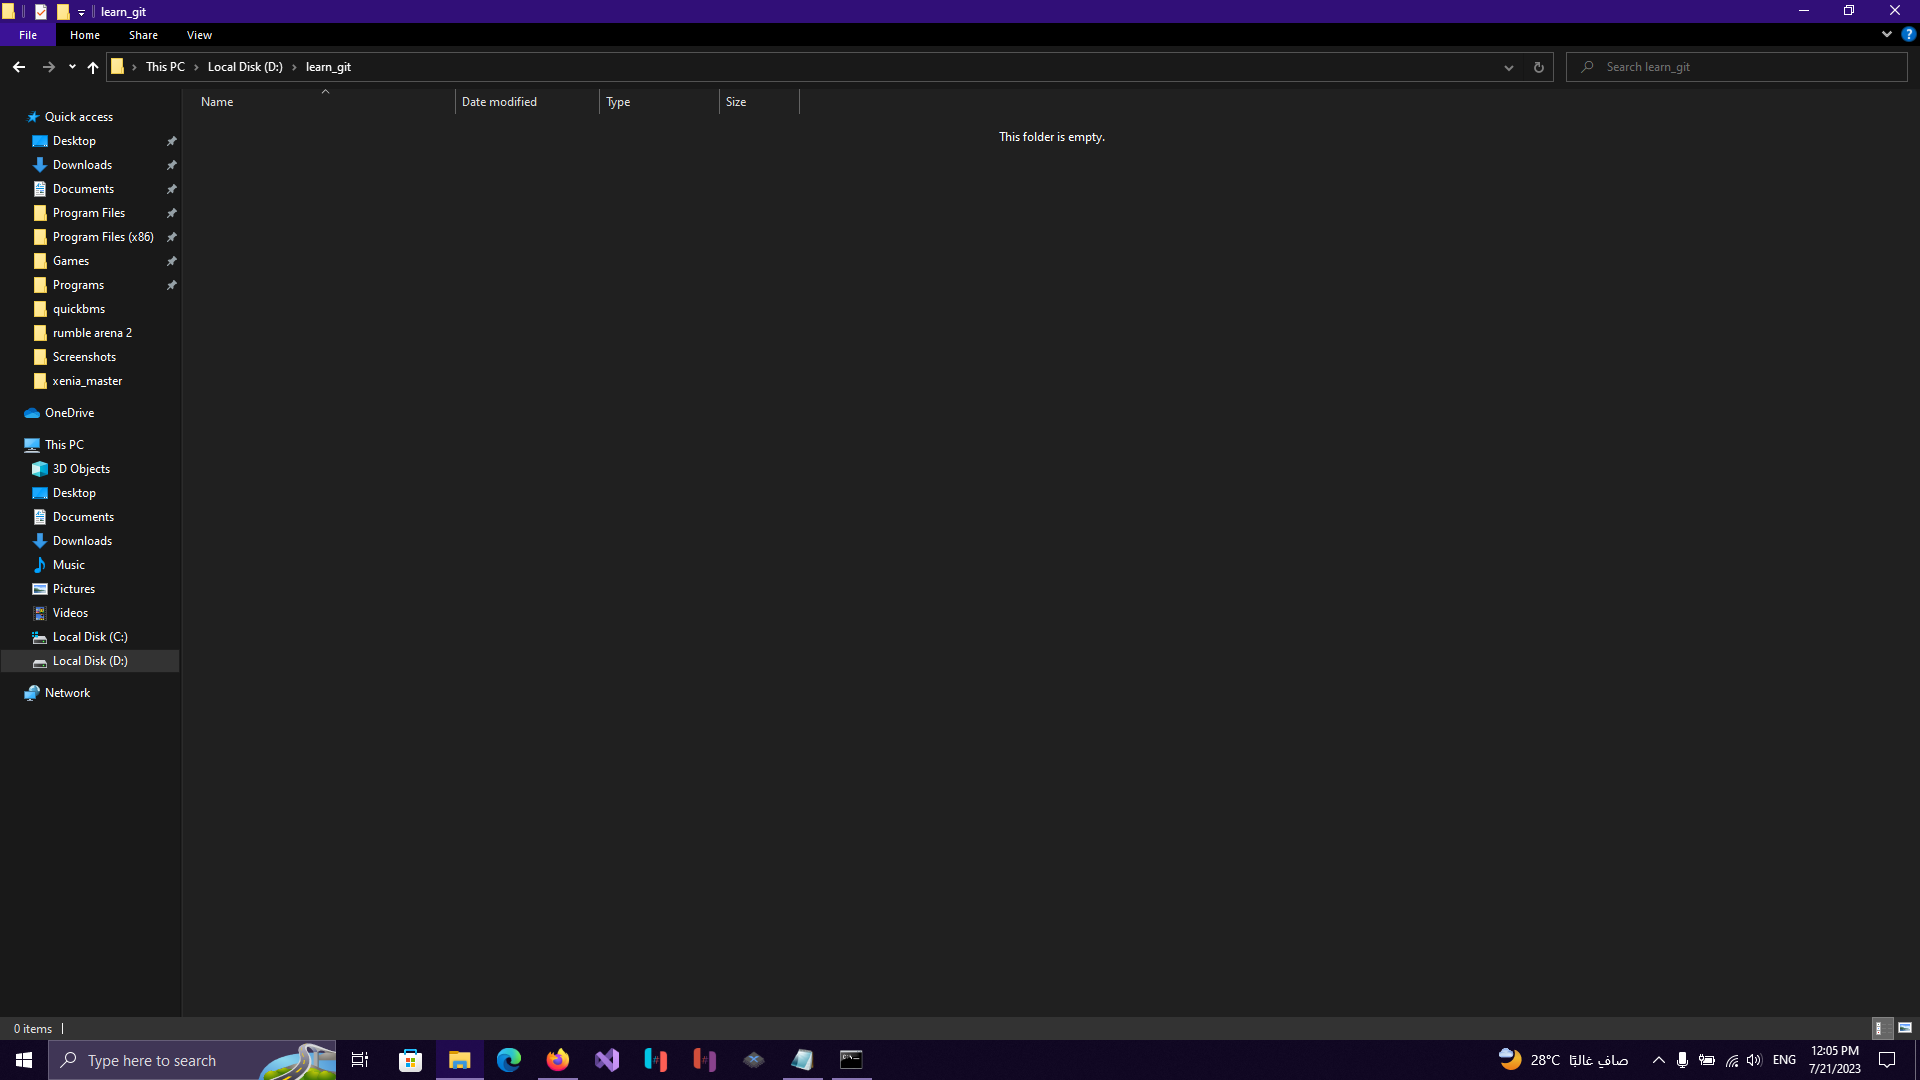 learn_git
File Home Share View
This PC Local Disk (D:) learn_git
Search learn_git
Name Date modified Type Size
This folder is empty.
Quick access
Desktop
Downloads
Documents
Program Files
Program Files (x86)
Games
Programs
quickbms
rumble arena 2
Screenshots
xenia_master
OneDrive
This PC
3D Objects
Desktop
Documents
Downloads
Music
Pictures
Videos
Local Disk (C:)
Local Disk (D:)
Network
0 items
Type here to search
28°C صافٍ غالبًا
ENG
12:05 PM
7/21/2023